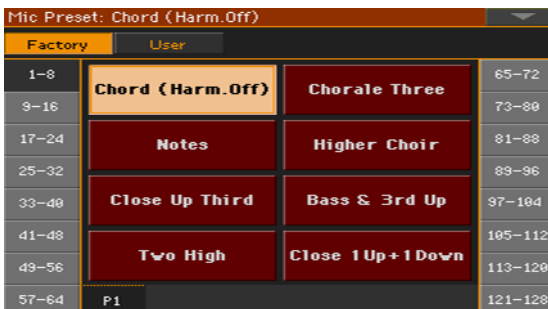 Mic Preset: Chord (Harm.Off)
Factory User
1-8
9-16
17-24
25-32
33-40
41-48
49-56
57-64
Chord (Harm.Off) Chorale Three
Notes Higher Choir
Close Up Third Bass & 3rd Up
Two High Close 1Up+1Down
P1
65-72
73-80
81-88
89-96
97-104
105-112
113-120
121-128